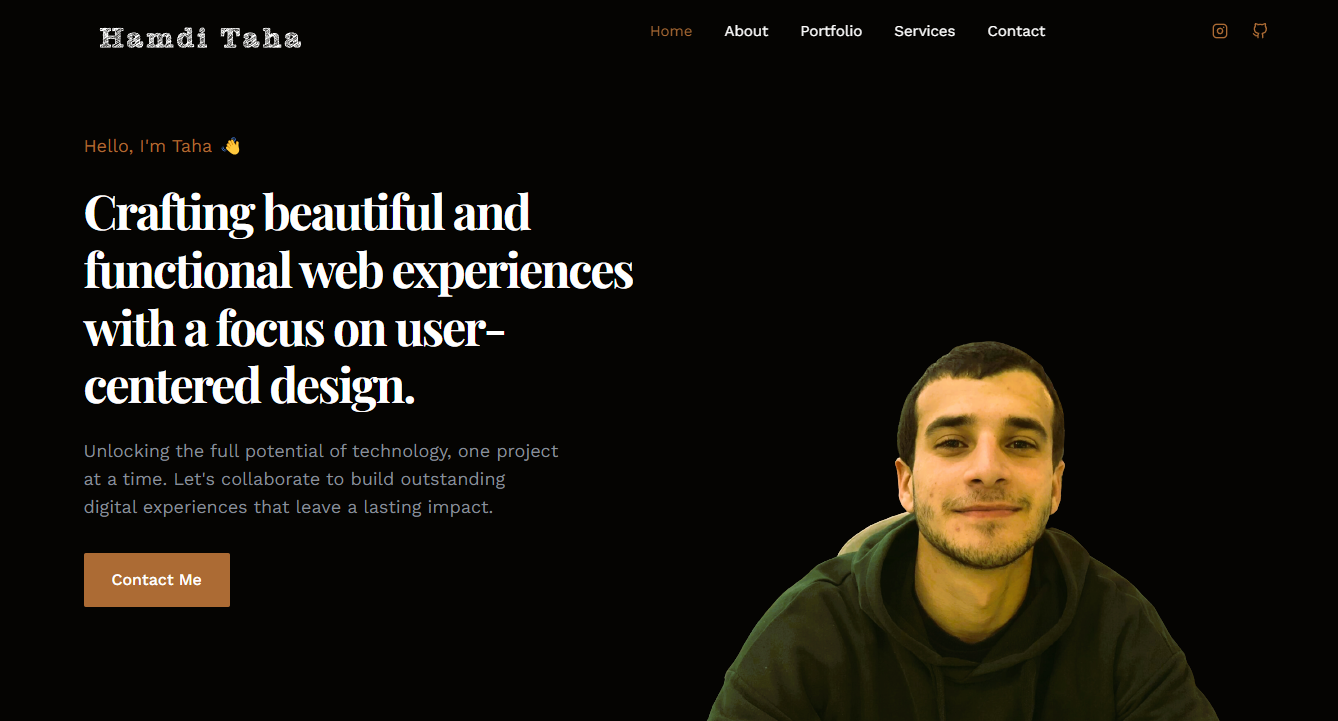 Hamdi Taha
Home About Portfolio Services Contact
Hello, I'm Taha 👋
Crafting beautiful and
functional web experiences
with a focus on user-
centered design.
Unlocking the full potential of technology, one project
at a time. Let's collaborate to build outstanding
digital experiences that leave a lasting impact.
Contact Me